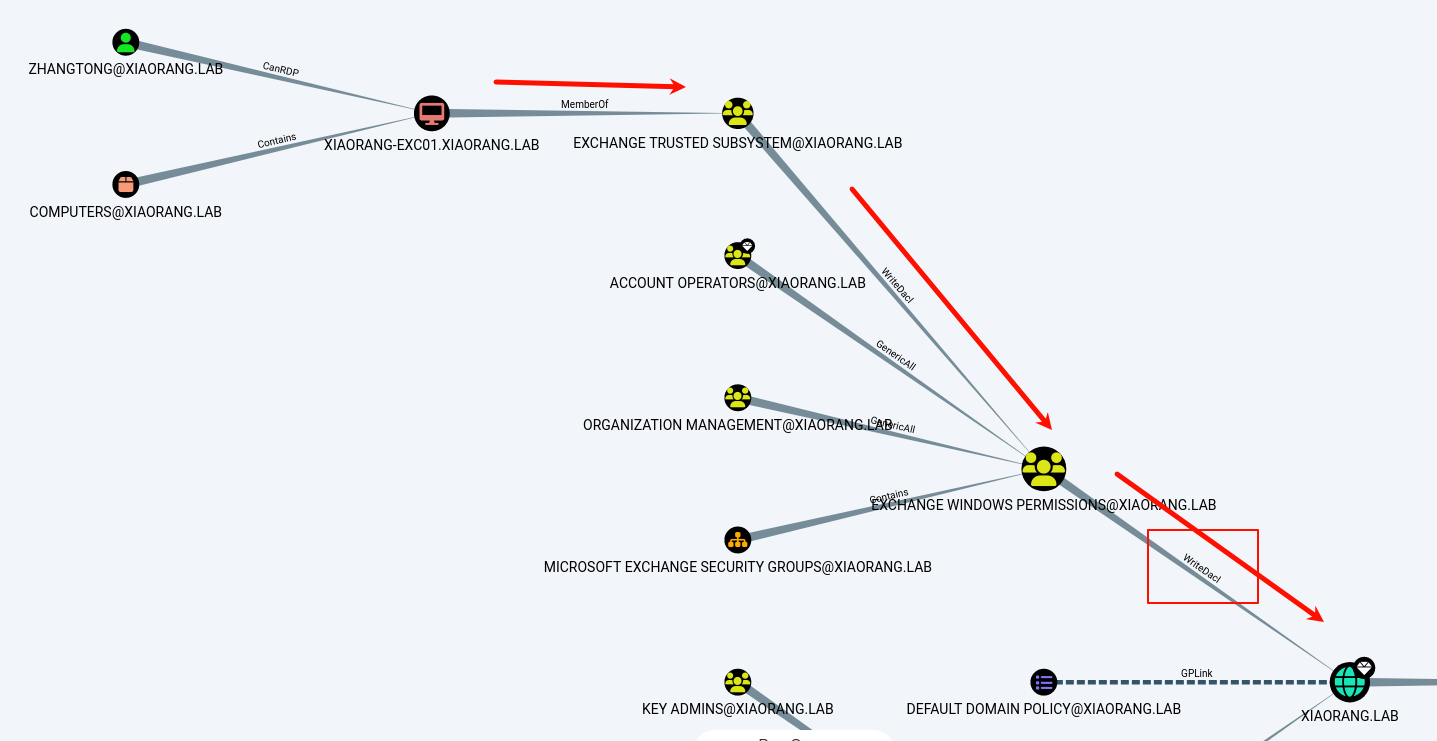 ZHANGTONG@XIAORANG.LAB
CanRDP
MemberOf
Contains
XIAORANG-EXC01.XIAORANG.LAB
EXCHANGE TRUSTED SUBSYSTEM@XIAORANG.LAB
COMPUTERS@XIAORANG.LAB
WriteDacl
ACCOUNT OPERATORS@XIAORANG.LAB
GenericAll
ORGANIZATION MANAGEMENT@XIAORANG.LAB
GenericAll
Contains
EXCHANGE WINDOWS PERMISSIONS@XIAORANG.LAB
MICROSOFT EXCHANGE SECURITY GROUPS@XIAORANG.LAB
WriteDacl
GPLink
KEY ADMINS@XIAORANG.LAB
DEFAULT DOMAIN POLICY@XIAORANG.LAB
XIAORANG.LAB